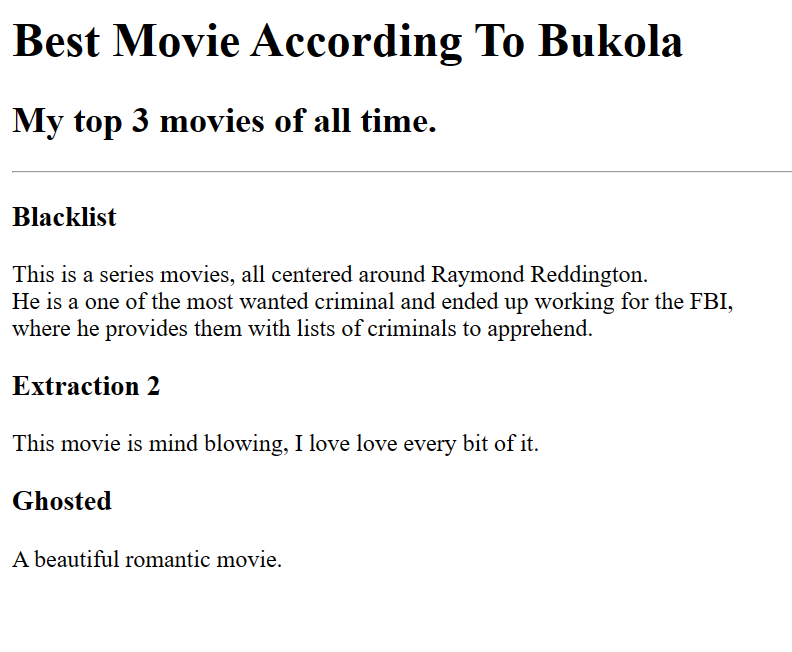 Best Movie According To Bukola
My top 3 movies of all time.
Blacklist
This is a series movies, all centered around Raymond Reddington.
He is a one of the most wanted criminal and ended up working for the FBI,
where he provides them with lists of criminals to apprehend.
Extraction 2
This movie is mind blowing, I love love every bit of it.
Ghosted
A beautiful romantic movie.